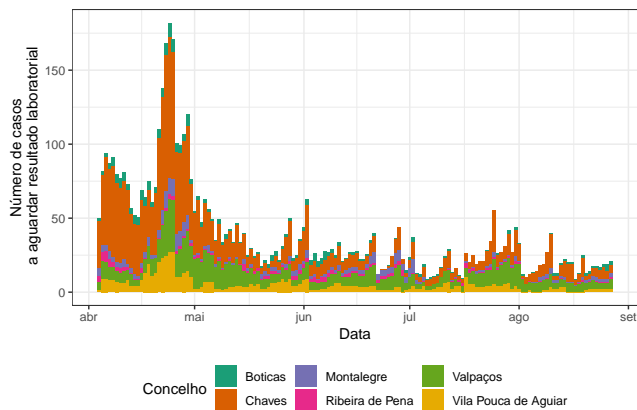 Número de casos
a aguardar resultado laboratorial
150
100
50
0
abr mai jun jul ago set
Data
Concelho
Boticas Montalegre Valpaços
Chaves Ribeira de Pena Vila Pouca de Aguiar